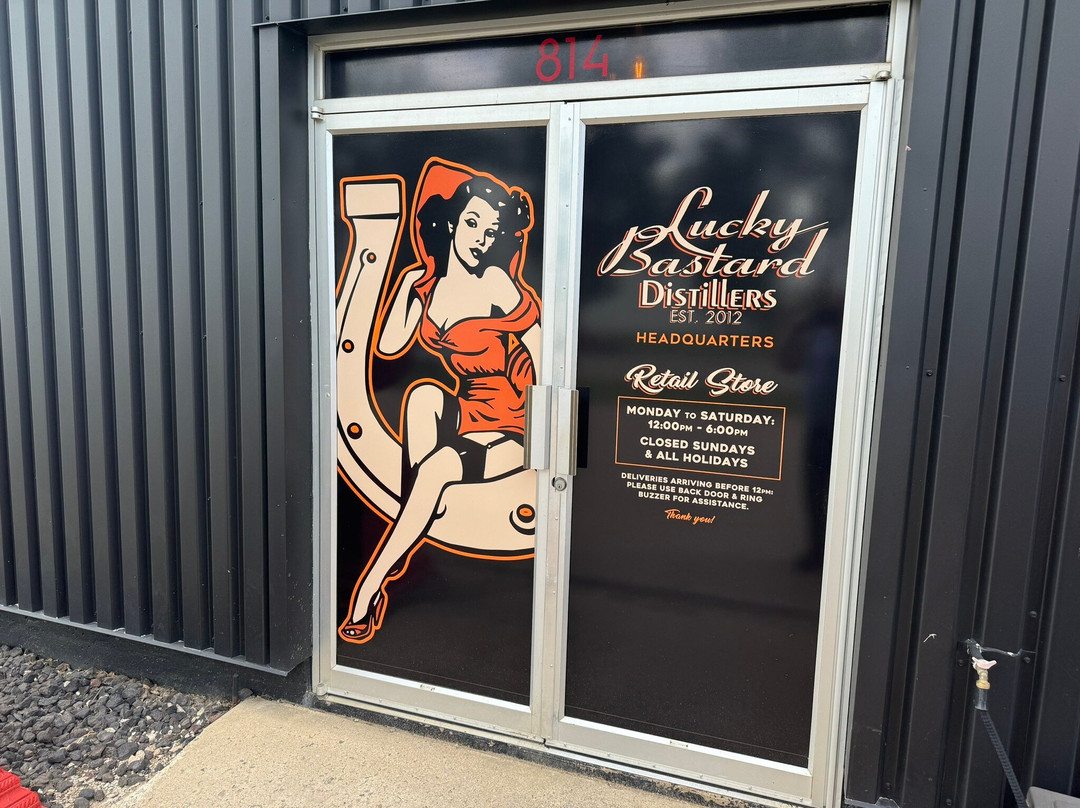 814
Lucky
Bastard
Distillers
EST. 2012
HEADQUARTERS
Retail Store
MONDAY TO SATURDAY:
12:00PM - 6:00PM
CLOSED SUNDAYS
& ALL HOLIDAYS
DELIVERIES ARRIVING BEFORE 12PM:
PLEASE USE BACK DOOR & RING
BUZZER FOR ASSISTANCE.
Thank you!